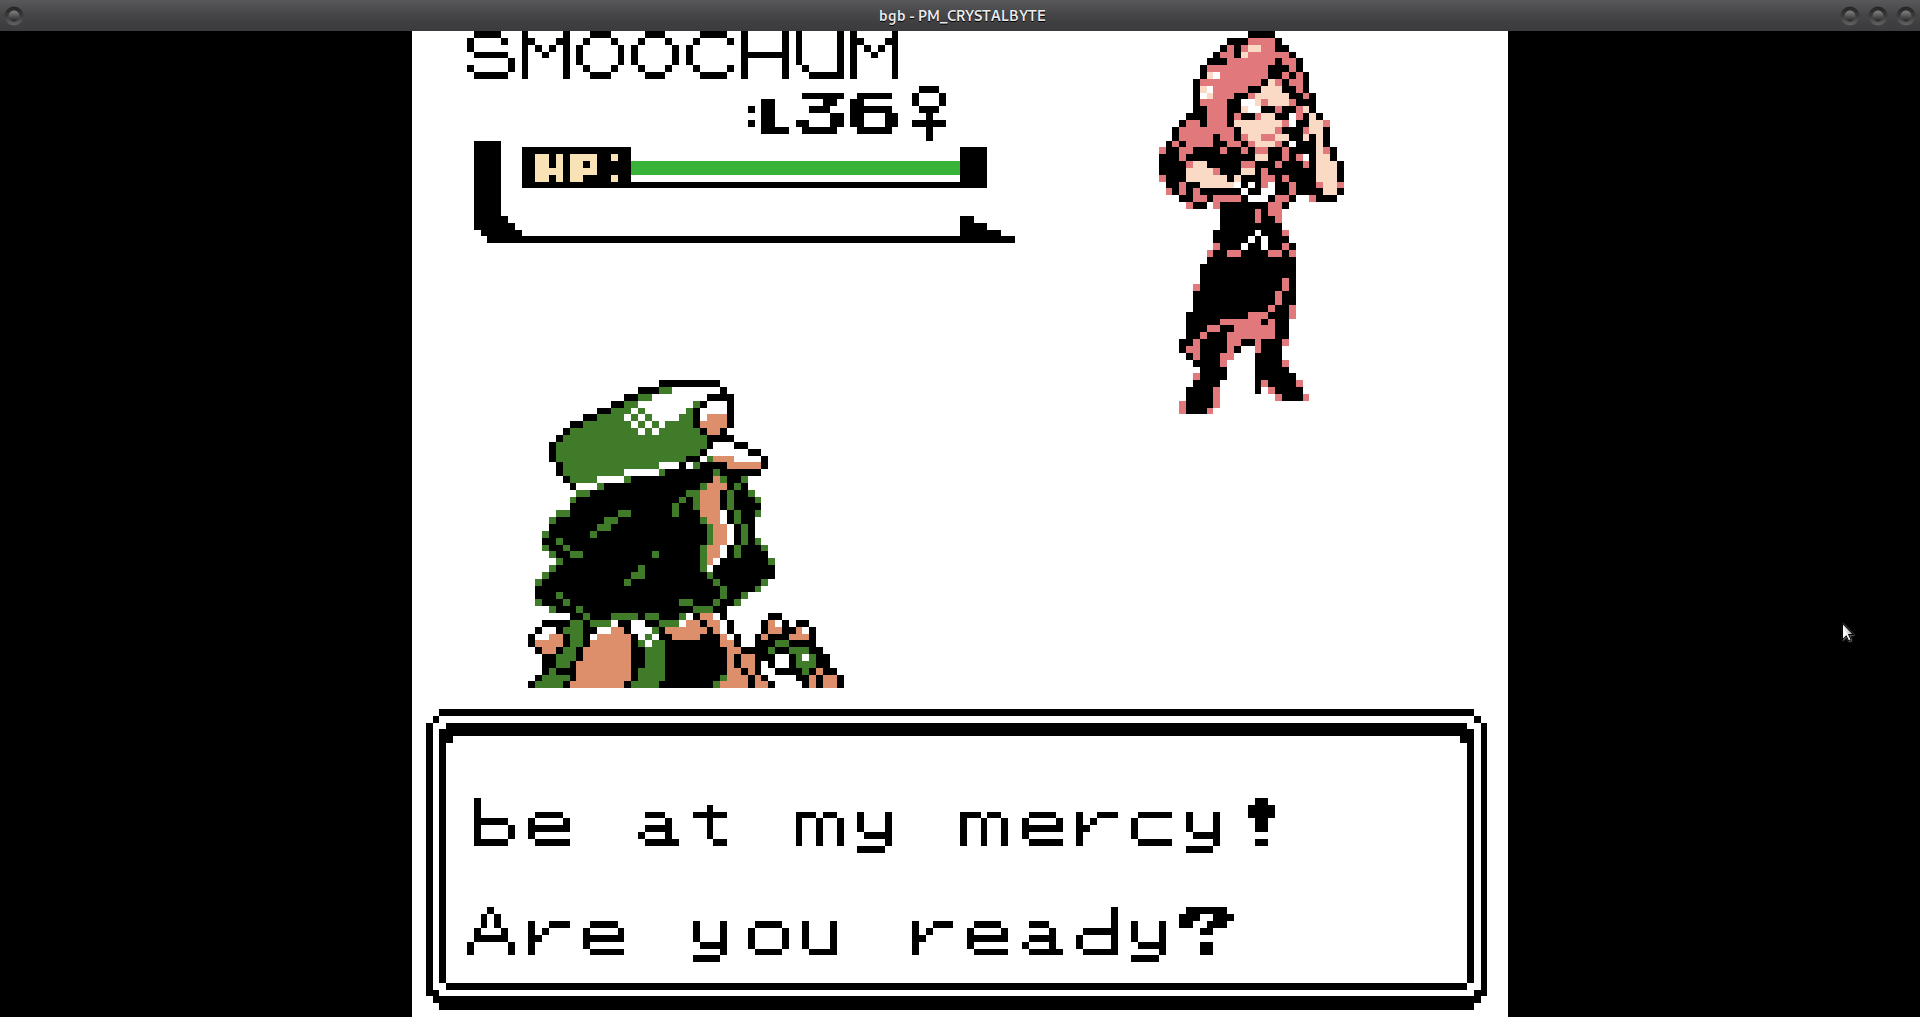 bgb - PM_CRYSTALBYTE
SMOOCHUM
:L36♀
HP:
be at my mercy!
Are you ready?